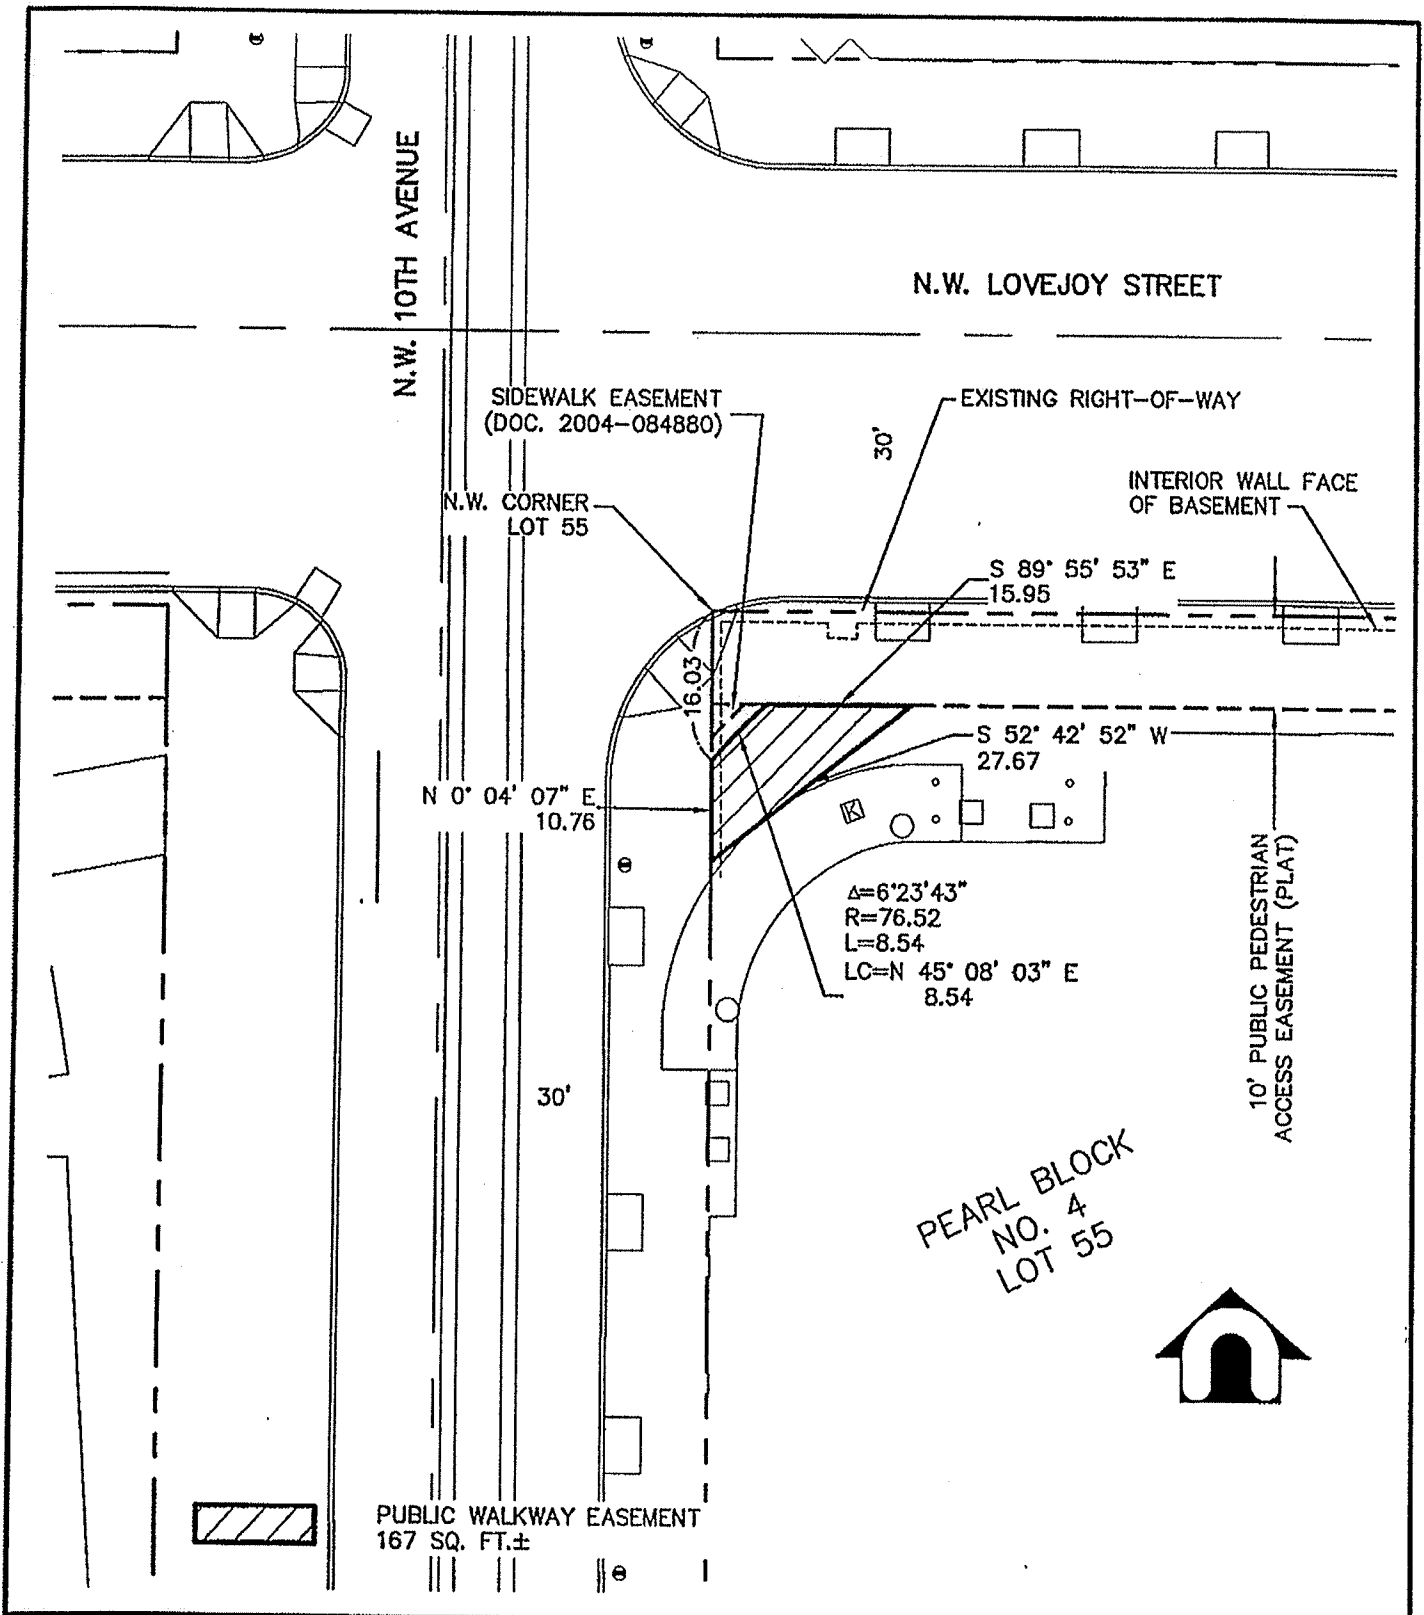 N.W. 10TH AVENUE
N.W. LOVEJOY STREET
SIDEWALK EASEMENT
(DOC. 2004-084880)
EXISTING RIGHT-OF-WAY
30'
INTERIOR WALL FACE
OF BASEMENT
N.W. CORNER
LOT 55
S 89° 55' 53" E
15.95
16.03
S 52° 42' 52" W
27.67
N 0° 04' 07" E
10.76
Δ=6°23'43"
R=76.52
L=8.54
LC=N 45° 08' 03" E
8.54
10' PUBLIC PEDESTRIAN
ACCESS EASEMENT (PLAT)
30'
PEARL BLOCK
NO. 4
LOT 55
PUBLIC WALKWAY EASEMENT
167 SQ. FT.±